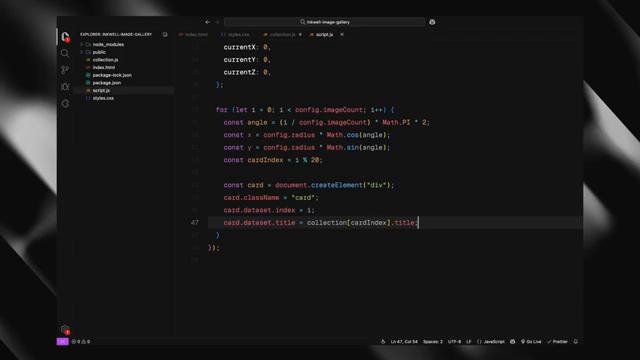 inkwell-image-gallery
EXPLORER: INKWELL-IMAGE-GALLERY
node_modules
public
collection.js
index.html
package-lock.json
package.json
script.js
styles.css
index.html
styles.css
collection.js
script.js
currentX: 0,
currentY: 0,
currentZ: 0,
};
for (let i = 0; i < config.imageCount; i++) {
const angle = (i / config.imageCount) * Math.PI * 2;
const x = config.radius * Math.cos(angle);
const y = config.radius * Math.sin(angle);
const cardIndex = i % 20;
const card = document.createElement("div");
card.className = "card";
card.dataset.index = i;
47 card.dataset.title = collection[cardIndex].title;
}
});
0 0
Ln 47, Col 54 Spaces: 2 UTF-8 LF {} JavaScript Go Live Prettier